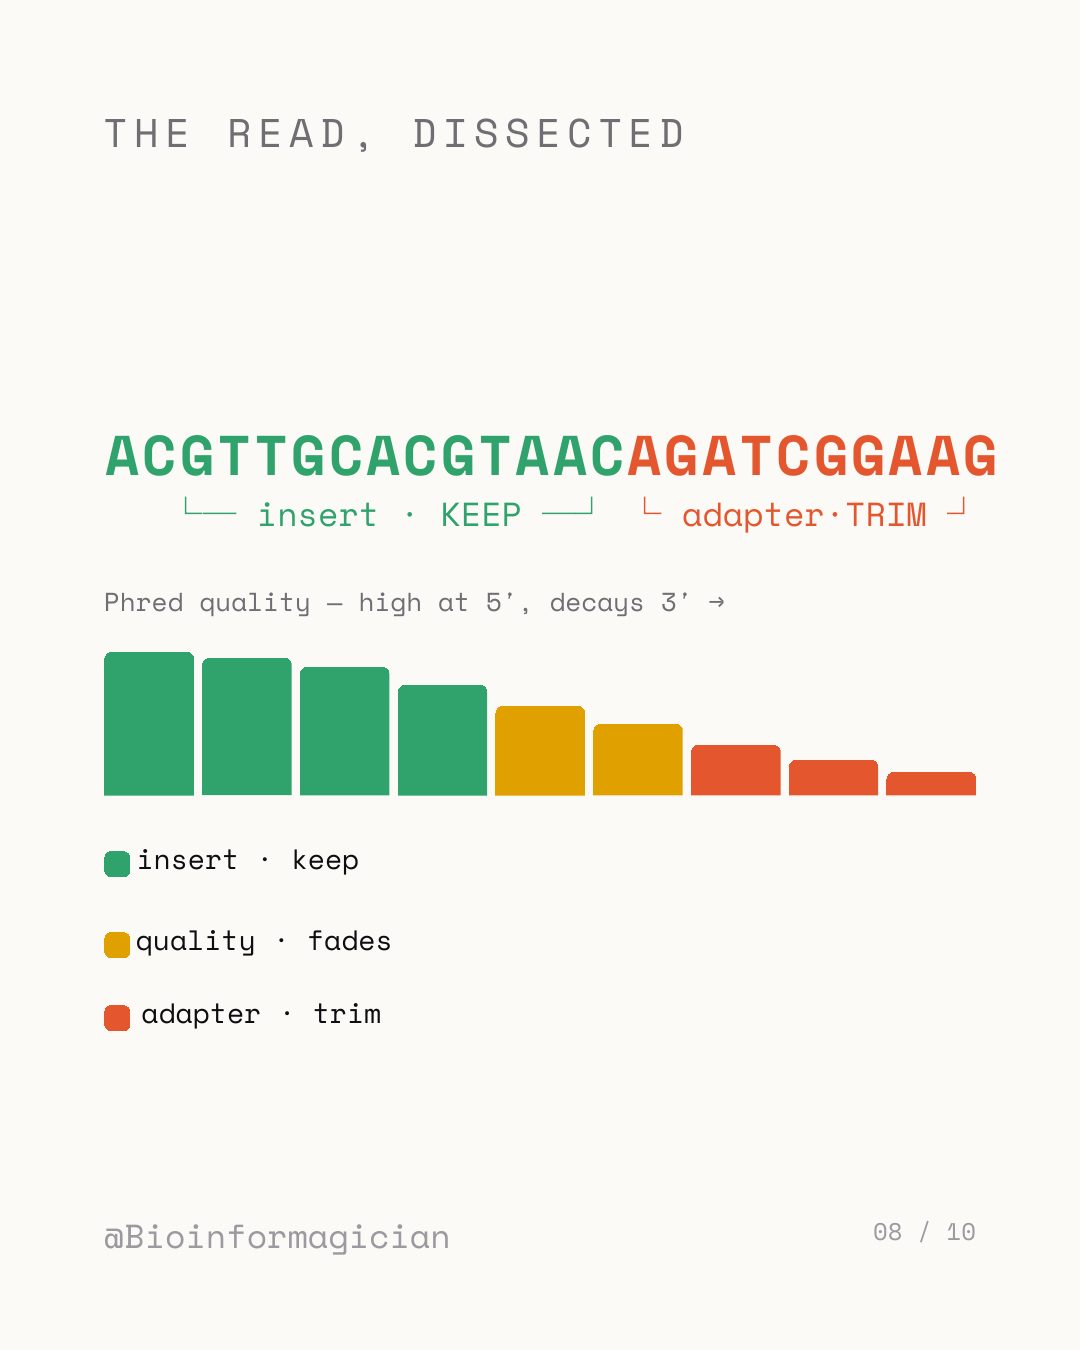 THE READ, DISSECTED
ACGTTGCACGTAACAGATCGGAAG
└── insert · KEEP ──┘ └ adapter·TRIM ┘
Phred quality — high at 5′, decays 3′ →
insert · keep
quality · fades
adapter · trim
@Bioinformagician
08 / 10